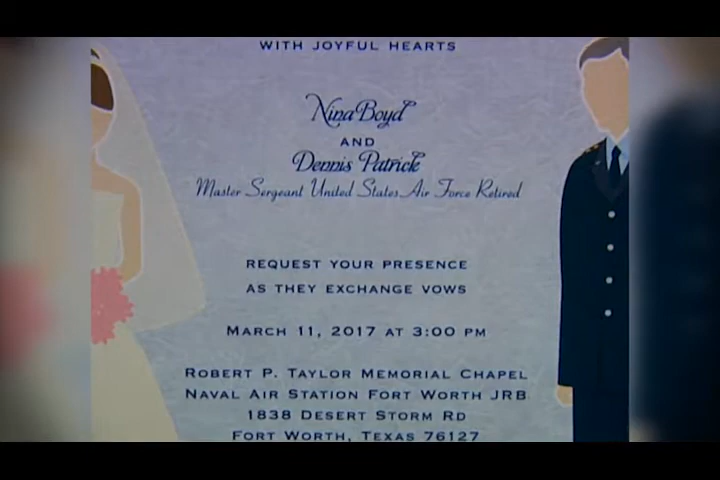 WITH JOYFUL HEARTS
Nina Boyd
AND
Dennis Patrick
Master Sergeant United States Air Force Retired
REQUEST YOUR PRESENCE
AS THEY EXCHANGE VOWS
MARCH 11, 2017 AT 3:00 PM
ROBERT P. TAYLOR MEMORIAL CHAPEL
NAVAL AIR STATION FORT WORTH JRB
1838 DESERT STORM RD
FORT WORTH, TEXAS 76127